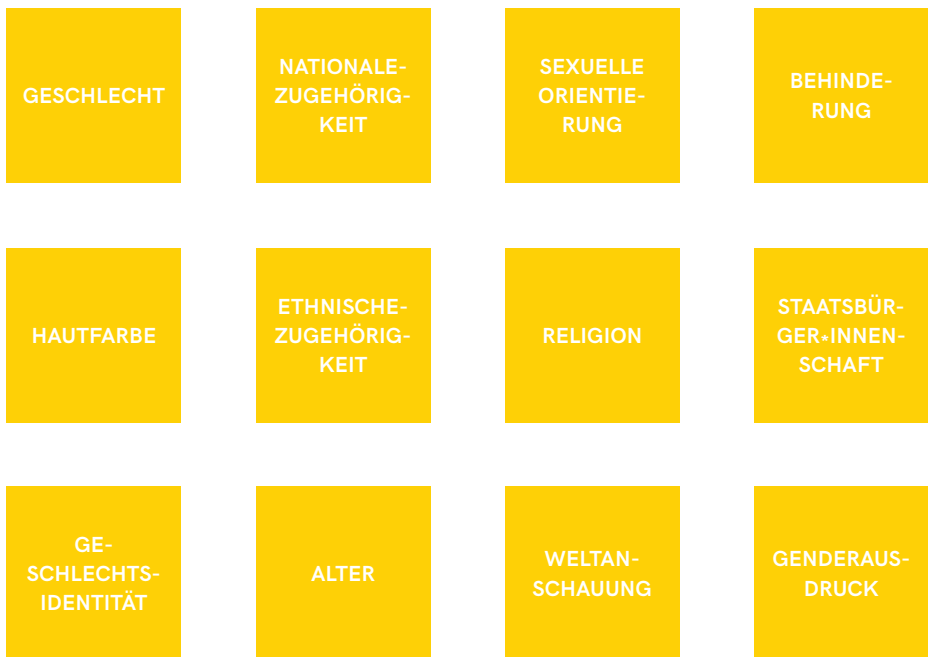 GESCHLECHT
NATIONALE-
ZUGEHÖRIG-
KEIT
SEXUELLE
ORIENTIE-
RUNG
BEHINDE-
RUNG
HAUTFARBE
ETHNISCHE-
ZUGEHÖRIG-
KEIT
RELIGION
STAATSBÜR-
GER*INNEN-
SCHAFT
GE-
SCHLECHTS-
IDENTITÄT
ALTER
WELTAN-
SCHAUUNG
GENDERAUS-
DRUCK